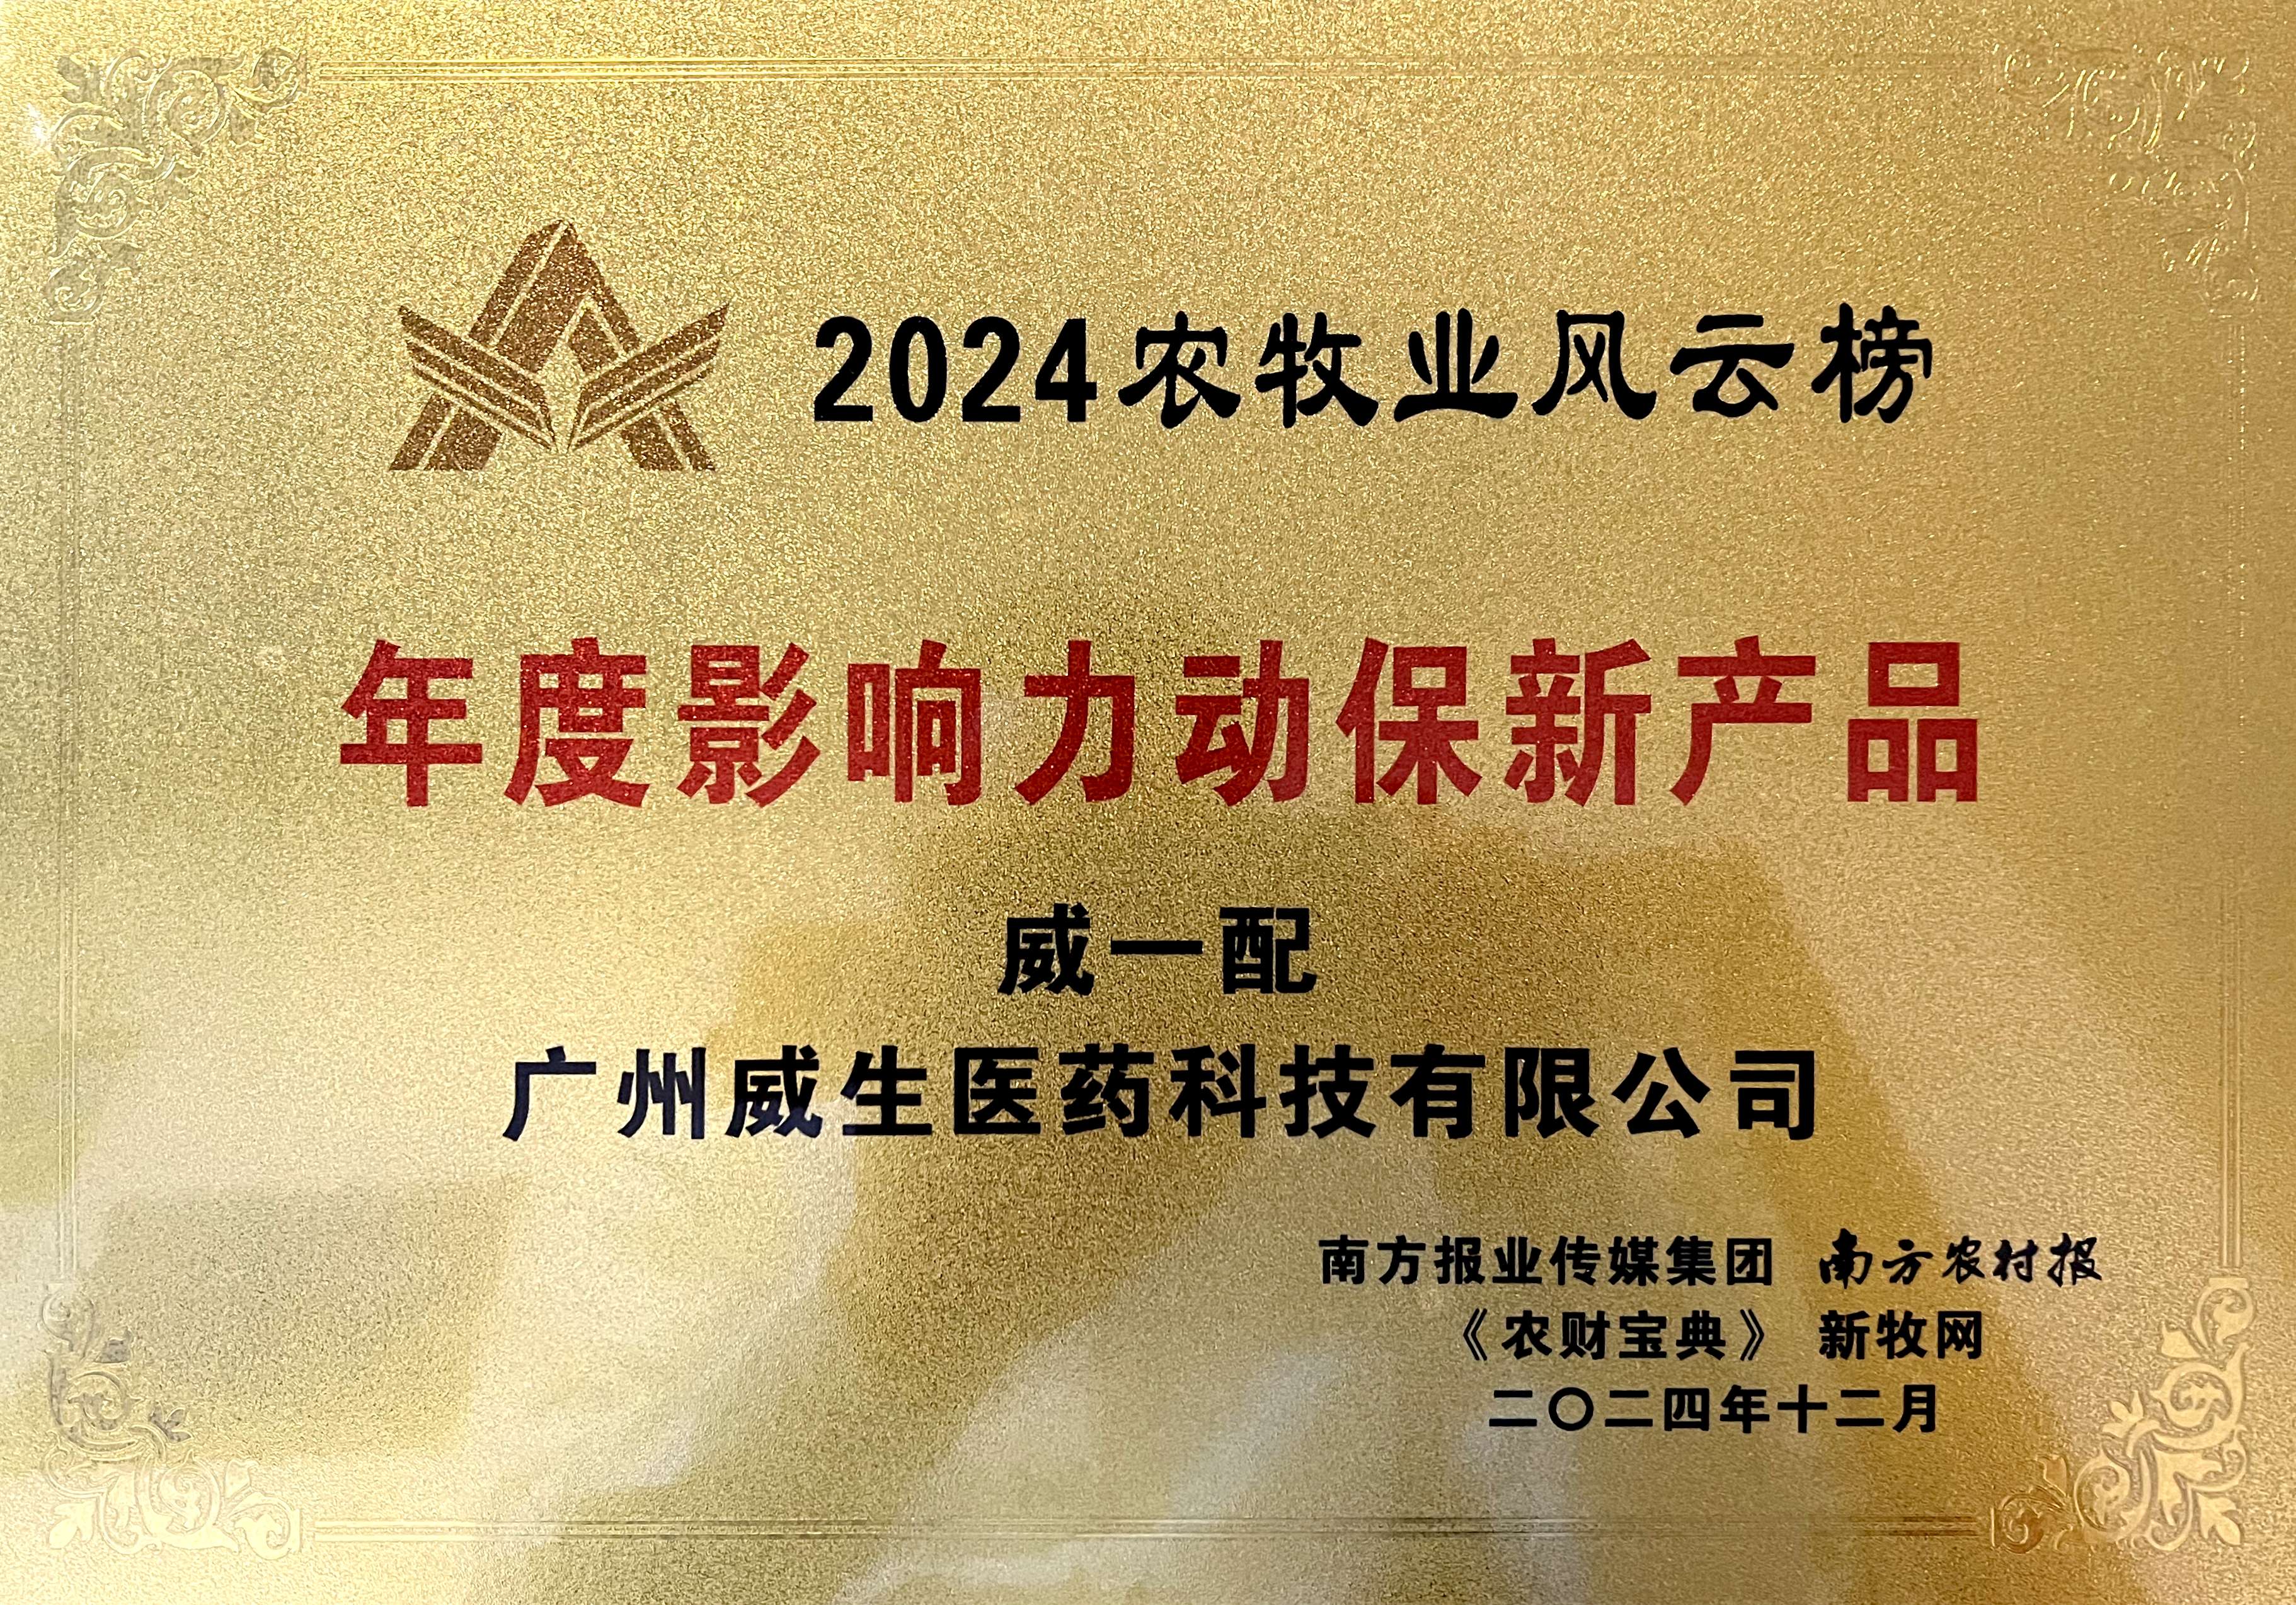 2024农牧业风云榜
年度影响力动保新产品
威一配
广州威生医药科技有限公司
南方报业传媒集团 南方农村报
《农财宝典》 新牧网
二〇二四年十二月